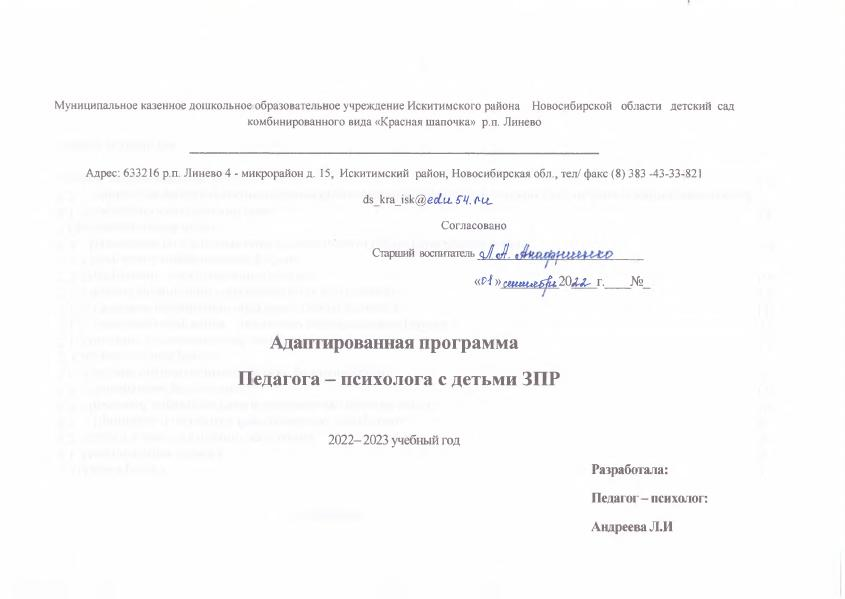 Муниципальное казенное дошкольное образовательное учреждение Искитимского района Новосибирской области детский сад
комбинированного вида «Красная шапочка» р.п. Линево
Адрес: 633216 р.п. Линево 4 - микрорайон д. 15, Искитимский район, Новосибирская обл., тел/ факс (8) 383 -43-33-821
ds_kra_isk@edu54.ru
Согласовано
Старший воспитатель Л.А.
«01» сентября 2022 г.____№_
Адаптированная программа
Педагога – психолога с детьми ЗПР
2022– 2023 учебный год
Разработала:
Педагог – психолог:
Андреева Л.И